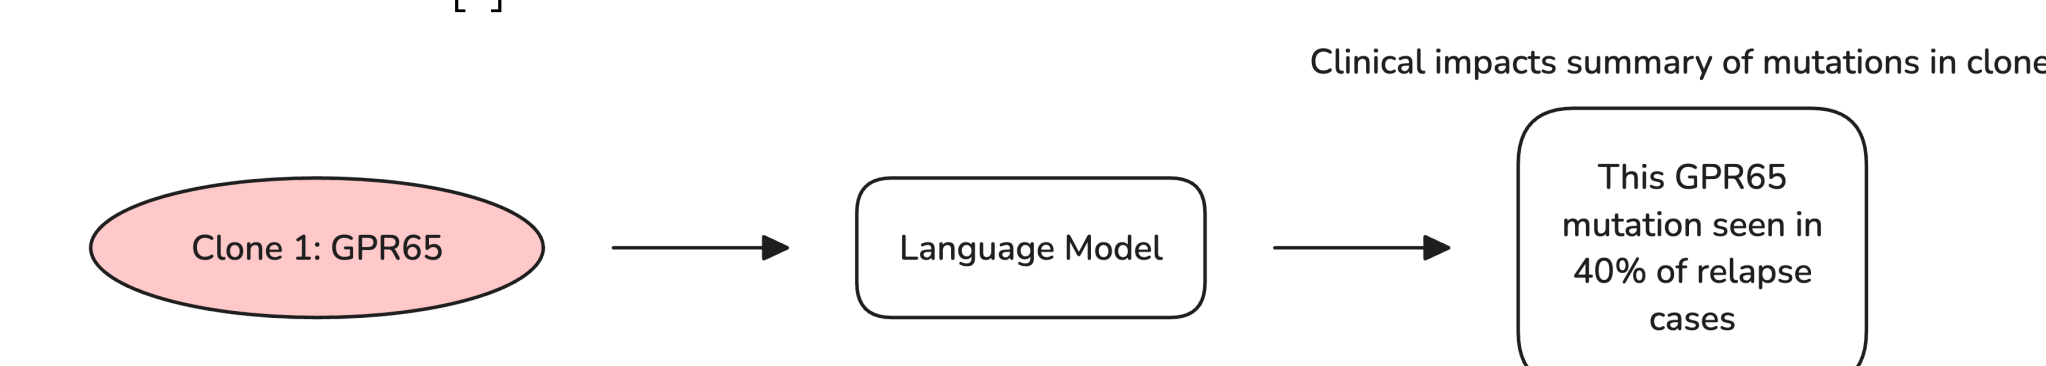 [ ]
Clinical impacts summary of mutations in clone
Clone 1: GPR65
Language Model
This GPR65
mutation seen in
40% of relapse
cases